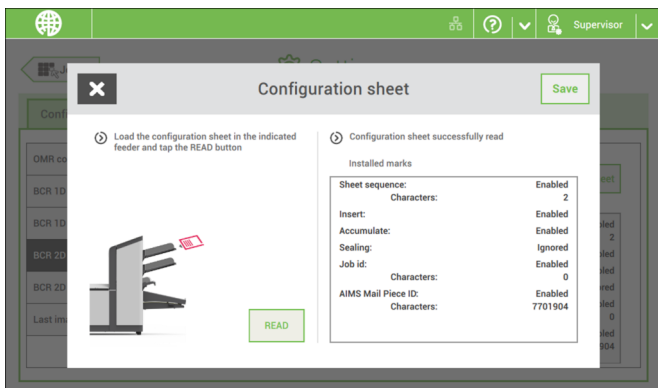 Supervisor
Configuration sheet
Save
Load the configuration sheet in the indicated
feeder and tap the READ button
READ
Configuration sheet successfully read
Installed marks
Sheet sequence: Enabled
Characters: 2
Insert: Enabled
Accumulate: Enabled
Sealing: Ignored
Job id: Enabled
Characters: 0
AIMS Mail Piece ID: Enabled
Characters: 7701904
OMR co
BCR 1D
BCR 1D
BCR 2D
BCR 2D
Last im